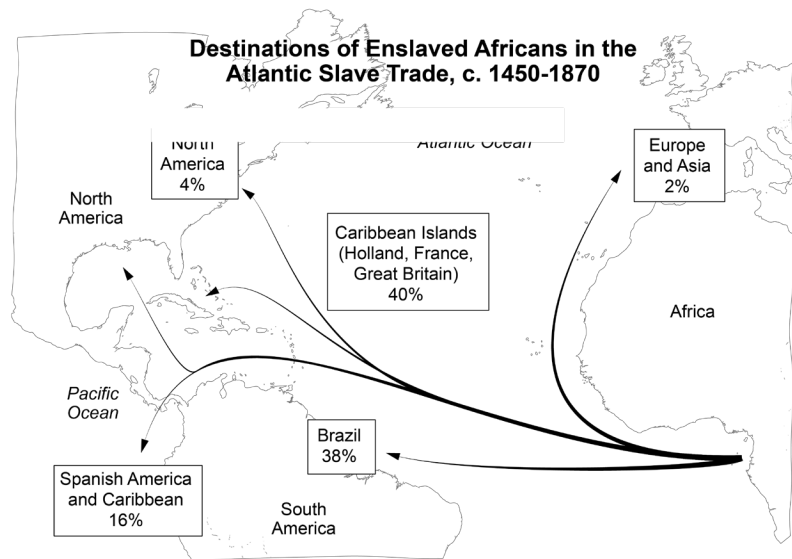 Destinations of Enslaved Africans in the
Atlantic Slave Trade, c. 1450-1870
North
America
4%
Atlantic Ocean
Europe
and Asia
2%
North
America
Caribbean Islands
(Holland, France,
Great Britain)
40%
Africa
Pacific
Ocean
Brazil
38%
Spanish America
and Caribbean
16%
South
America